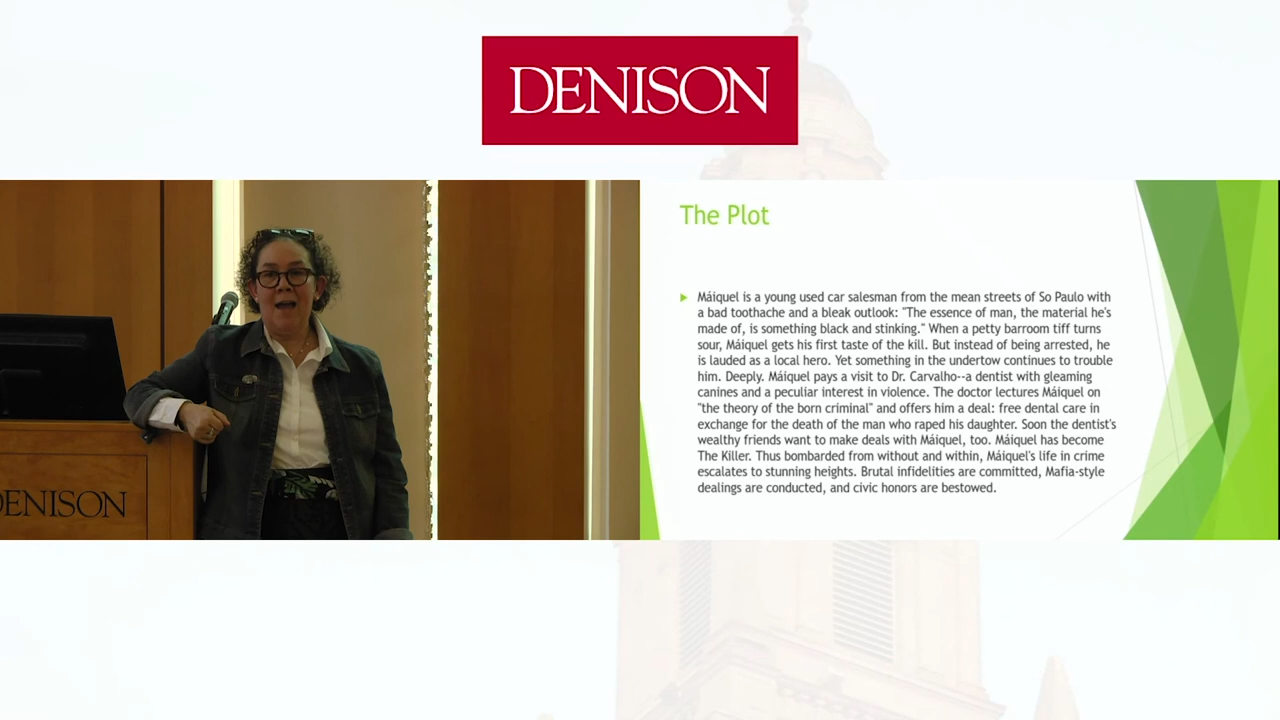 DENISON
The Plot
Máiquel is a young used car salesman from the mean streets of So Paulo with
a bad toothache and a bleak outlook: "The essence of man, the material he's
made of, is something black and stinking." When a petty barroom tiff turns
sour, Máiquel gets his first taste of the kill. But instead of being arrested, he
is lauded as a local hero. Yet something in the undertow continues to trouble
him. Deeply. Máiquel pays a visit to Dr. Carvalho--a dentist with gleaming
canines and a peculiar interest in violence. The doctor lectures Máiquel on
"the theory of the born criminal" and offers him a deal: free dental care in
exchange for the death of the man who raped his daughter. Soon the dentist's
wealthy friends want to make deals with Máiquel, too. Máiquel has become
The Killer. Thus bombarded from without and within, Máiquel's life in crime
escalates to stunning heights. Brutal infidelities are committed, Mafia-style
dealings are conducted, and civic honors are bestowed.
DENISON